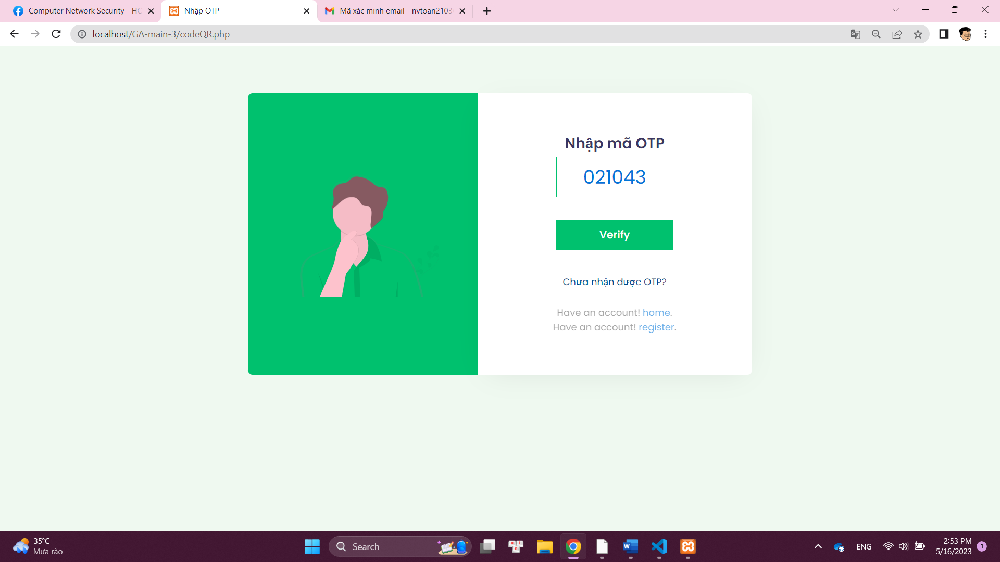 Computer Network Security - HC
Nhập OTP
Mã xác minh email - nvtoan2103
localhost/GA-main-3/codeQR.php
Nhập mã OTP
021043
Verify
Chưa nhận được OTP?
Have an account! home.
Have an account! register.
35°C
Mưa rào
Search
ENG
2:53 PM
5/16/2023
1